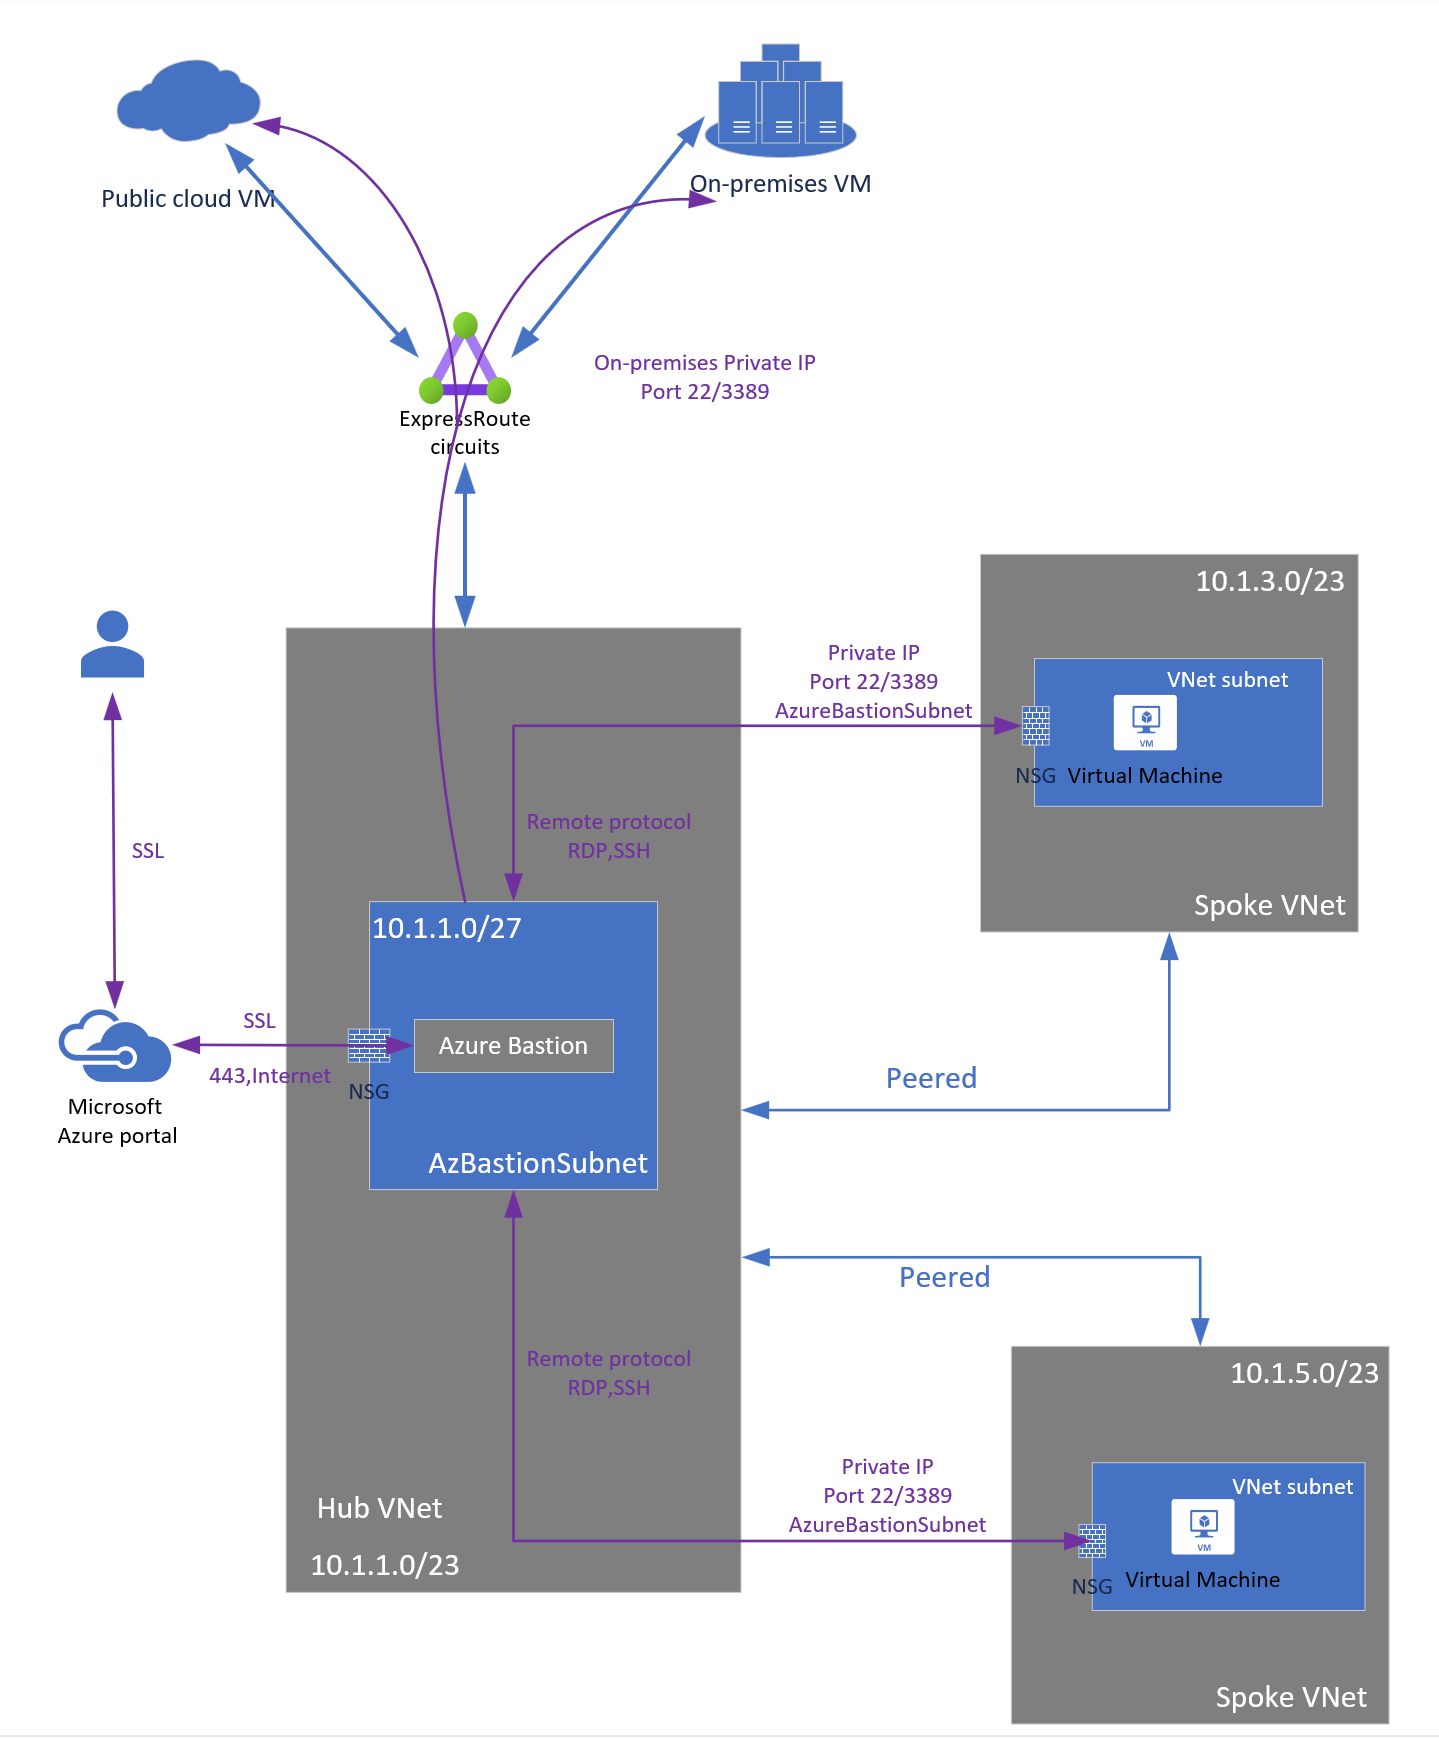 Public cloud VM
On-premises VM
On-premises Private IP
Port 22/3389
ExpressRoute
circuits
10.1.3.0/23
Private IP
Port 22/3389
AzureBastionSubnet
VNet subnet
VM
NSG
Virtual Machine
Remote protocol
RDP,SSH
SSL
Spoke VNet
10.1.1.0/27
SSL
Azure Bastion
443,Internet
NSG
Microsoft
Azure portal
Peered
AzBastionSubnet
Peered
Remote protocol
RDP,SSH
10.1.5.0/23
Private IP
Port 22/3389
AzureBastionSubnet
VNet subnet
VM
NSG
Virtual Machine
Hub VNet
10.1.1.0/23
Spoke VNet